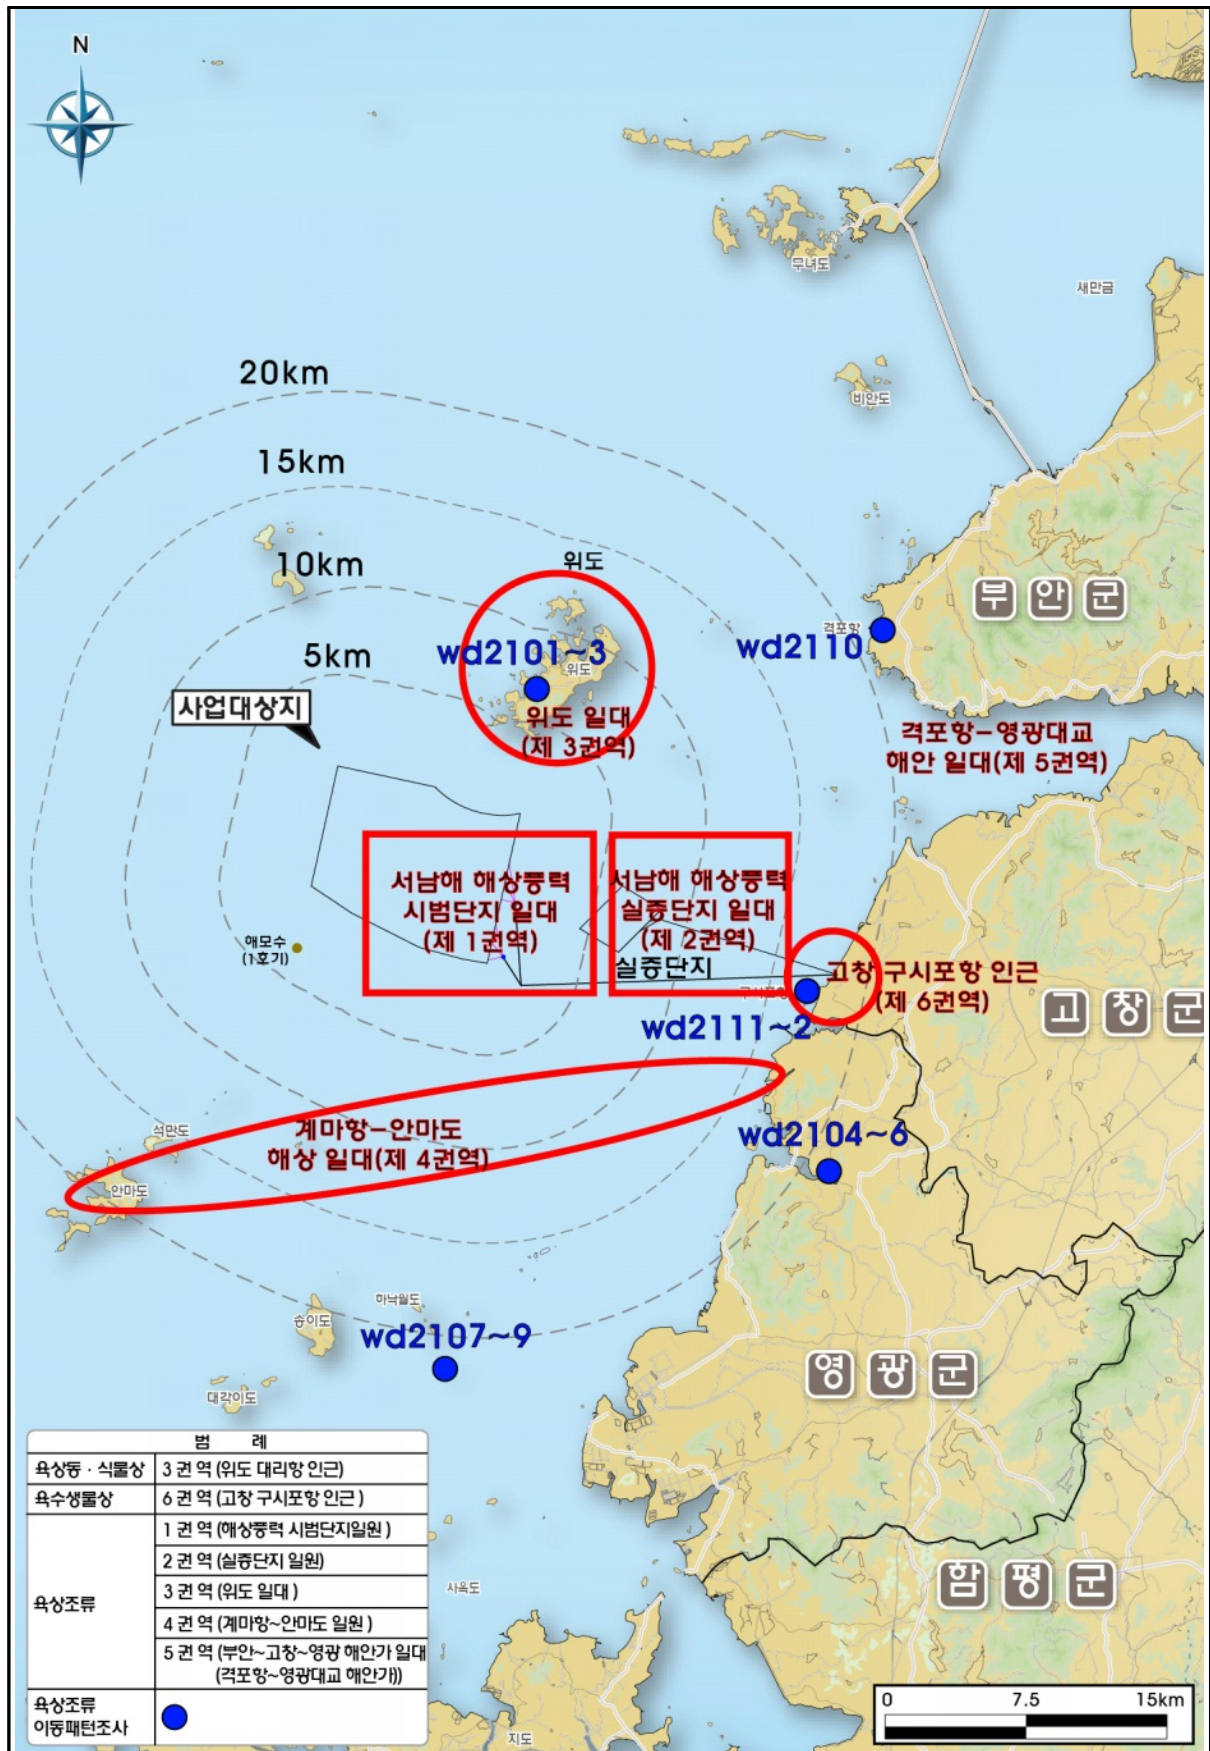 N
무녀도
새만금
20km
비안도
15km
10km
위도
부안군
5km
wd2101~3
격포항
wd2110
위도
사업대상지
위도 일대
(제 3권역)
격포항-영광대교
해안 일대(제 5권역)
서남해 해상풍력
시범단지 일대
(제 1권역)
서남해 해상풍력
실증단지 일대
(제 2권역)
실증단지
해모수
(1호기)
고창 구시포항 인근
(제 6권역)
구시포항
고창군
wd2111~2
석만도
계마항-안마도
해상 일대(제 4권역)
wd2104~6
안마도
하낙월도
송이도
wd2107~9
영광군
대각이도
범 례
육상동·식물상 3 권 역 (위도 대리항 인근)
육수생물상 6 권 역 (고창 구시포항 인근 )
육상조류
1 권 역 (해상풍력 시범단지일원 )
2 권 역 (실증단지 일원)
3 권 역 (위도 일대 )
4 권 역 (계마항~안마도 일원 )
5 권 역 (부안~고창~영광 해안가 일대
(격포항~영광대교 해안가))
육상조류
이동패턴조사
사옥도
함평군
지도
0 7.5 15km